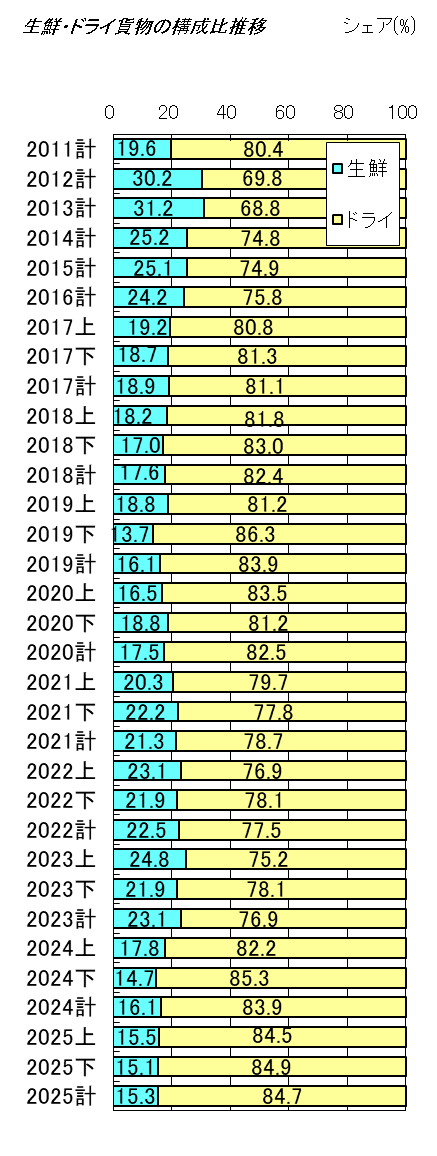 生鮮・ドライ貨物の構成比推移 シェア(%)
0 20 40 60 80 100
2011計 19.6 80.4
2012計 30.2 69.8
2013計 31.2 68.8
2014計 25.2 74.8
2015計 25.1 74.9
2016計 24.2 75.8
2017上 19.2 80.8
2017下 18.7 81.3
2017計 18.9 81.1
2018上 18.2 81.8
2018下 17.0 83.0
2018計 17.6 82.4
2019上 18.8 81.2
2019下 13.7 86.3
2019計 16.1 83.9
2020上 16.5 83.5
2020下 18.8 81.2
2020計 17.5 82.5
2021上 20.3 79.7
2021下 22.2 77.8
2021計 21.3 78.7
2022上 23.1 76.9
2022下 21.9 78.1
2022計 22.5 77.5
2023上 24.8 75.2
2023下 21.9 78.1
2023計 23.1 76.9
2024上 17.8 82.2
2024下 14.7 85.3
2024計 16.1 83.9
2025上 15.5 84.5
2025下 15.1 84.9
2025計 15.3 84.7
生鮮
ドライ